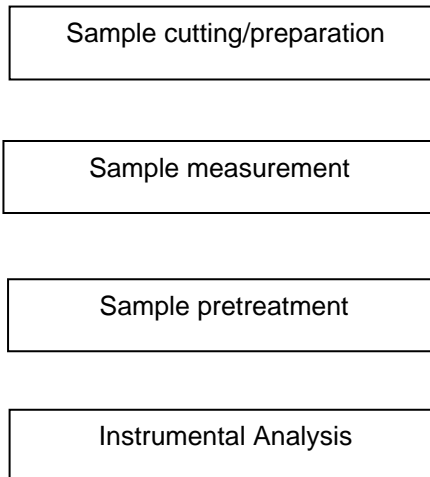 Sample cutting/preparation
Sample measurement
Sample pretreatment
Instrumental Analysis